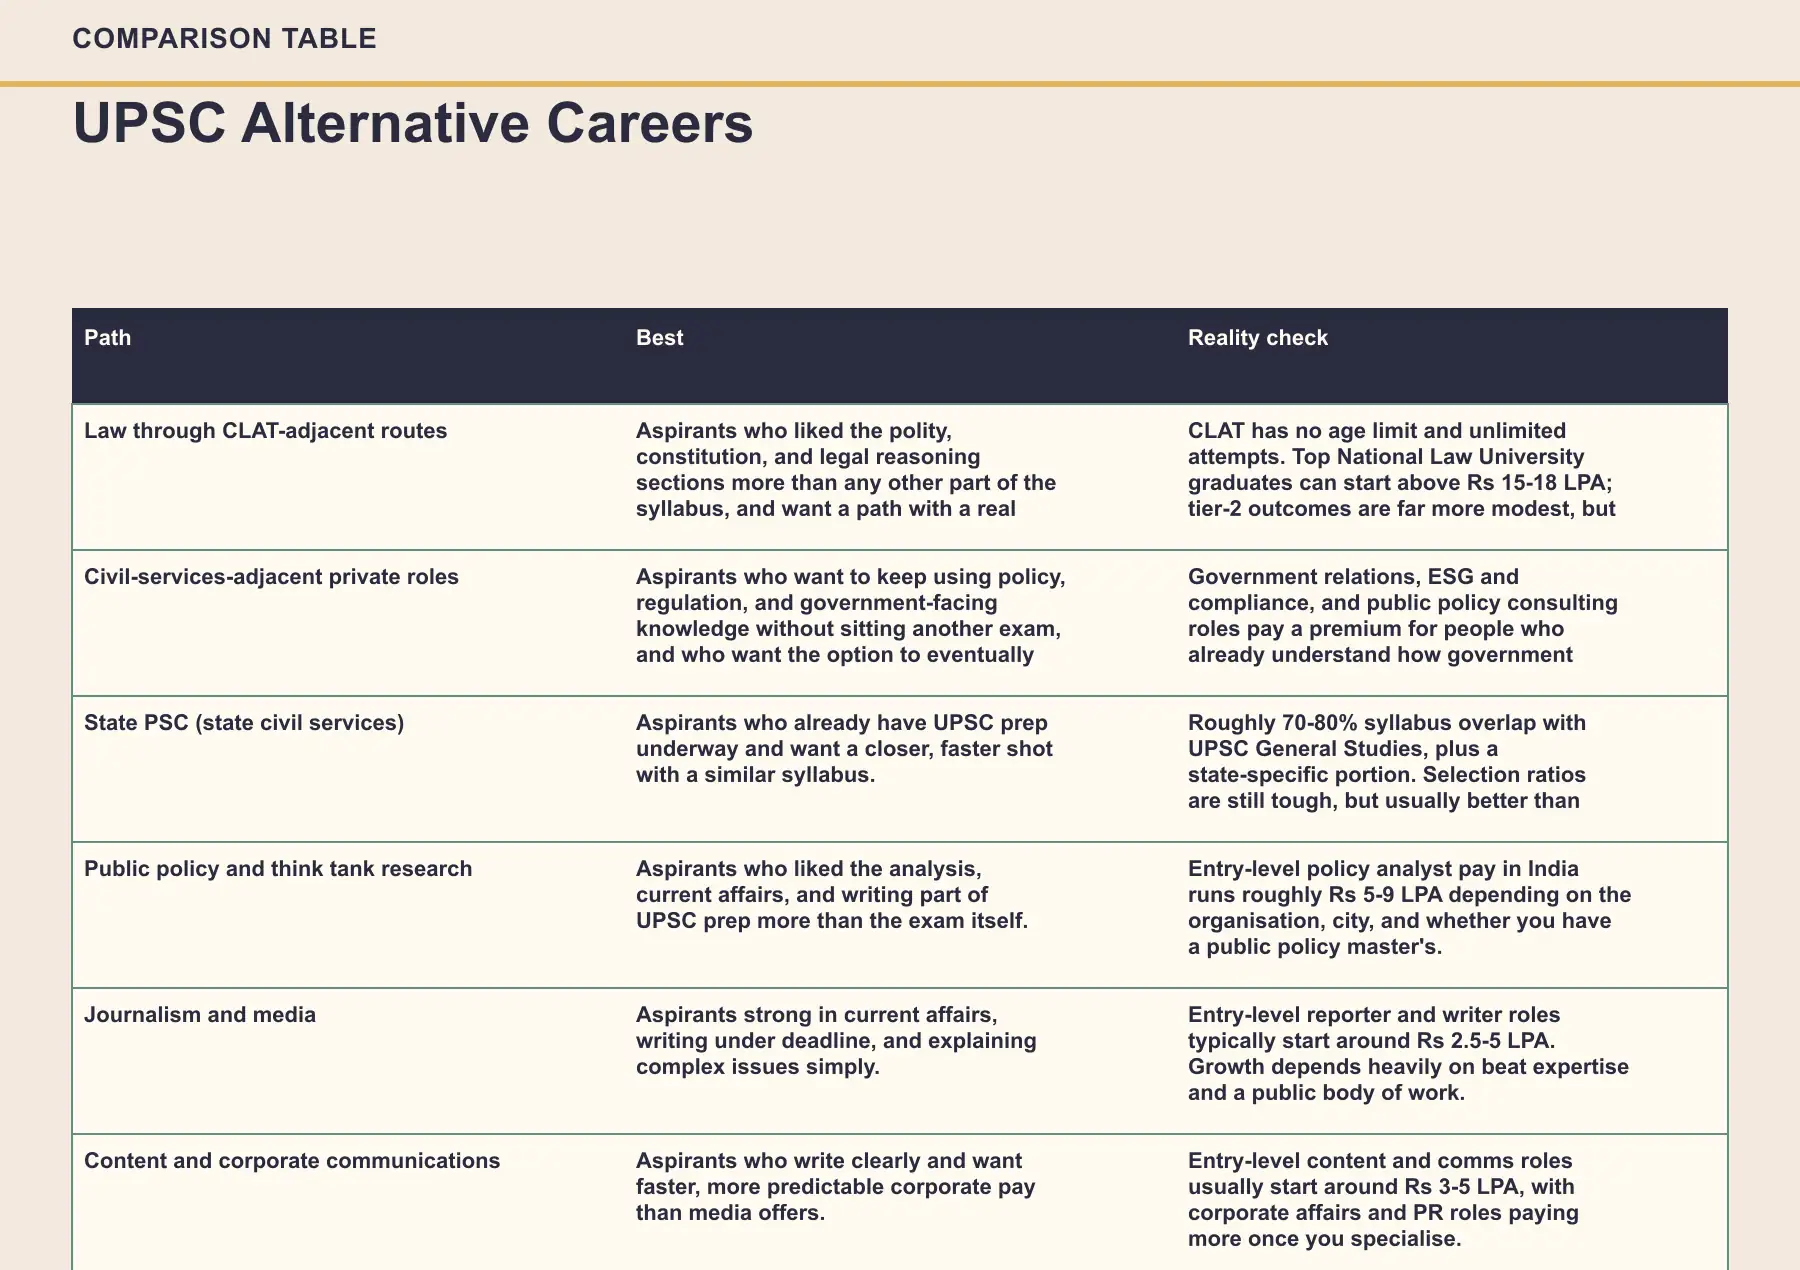 COMPARISON TABLE
UPSC Alternative Careers
Path
Best
Reality check
Law through CLAT-adjacent routes
Aspirants who liked the polity,
constitution, and legal reasoning
sections more than any other part of the
syllabus, and want a path with a real
CLAT has no age limit and unlimited
attempts. Top National Law University
graduates can start above Rs 15-18 LPA;
tier-2 outcomes are far more modest, but
Civil-services-adjacent private roles
Aspirants who want to keep using policy,
regulation, and government-facing
knowledge without sitting another exam,
and who want the option to eventually
Government relations, ESG and
compliance, and public policy consulting
roles pay a premium for people who
already understand how government
State PSC (state civil services)
Aspirants who already have UPSC prep
underway and want a closer, faster shot
with a similar syllabus.
Roughly 70-80% syllabus overlap with
UPSC General Studies, plus a
state-specific portion. Selection ratios
are still tough, but usually better than
Public policy and think tank research
Aspirants who liked the analysis,
current affairs, and writing part of
UPSC prep more than the exam itself.
Entry-level policy analyst pay in India
runs roughly Rs 5-9 LPA depending on the
organisation, city, and whether you have
a public policy master's.
Journalism and media
Aspirants strong in current affairs,
writing under deadline, and explaining
complex issues simply.
Entry-level reporter and writer roles
typically start around Rs 2.5-5 LPA.
Growth depends heavily on beat expertise
and a public body of work.
Content and corporate communications
Aspirants who write clearly and want
faster, more predictable corporate pay
than media offers.
Entry-level content and comms roles
usually start around Rs 3-5 LPA, with
corporate affairs and PR roles paying
more once you specialise.